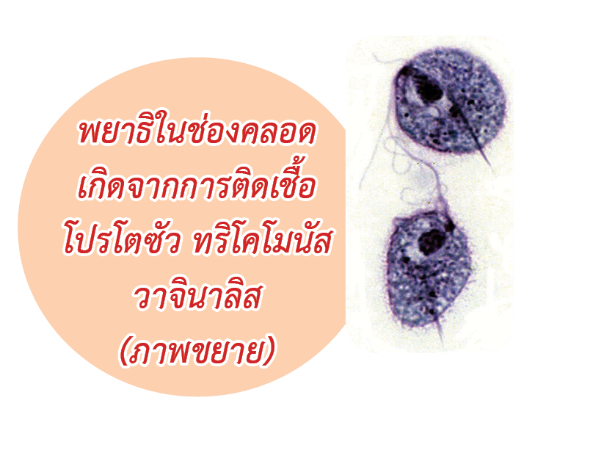 พยาธิในช่องคลอด
เกิดจากการติดเชื้อ
โปรโตซัว ทริโคโมนัส
วาจินาลิส
(ภาพขยาย)